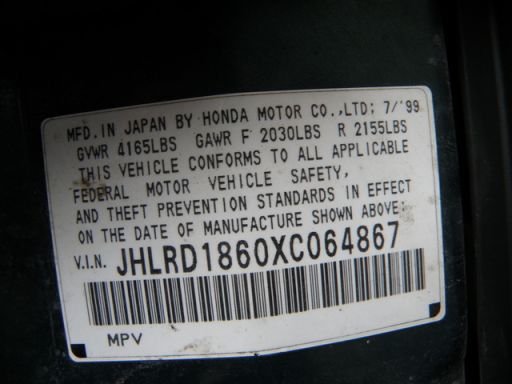 MFD.IN JAPAN BY HONDA MOTOR CO.,LTD; 7/'99
GVWR 4165LBS GAWR F 2030LBS R 2155LBS
THIS VEHICLE CONFORMS TO ALL APPLICABLE
FEDERAL MOTOR VEHICLE SAFETY,
AND THEFT PREVENTION STANDARDS IN EFFECT
ON THE DATE OF MANUFACTURE SHOWN ABOVE:
V.I.N. JHLRD1860XC064867
MPV